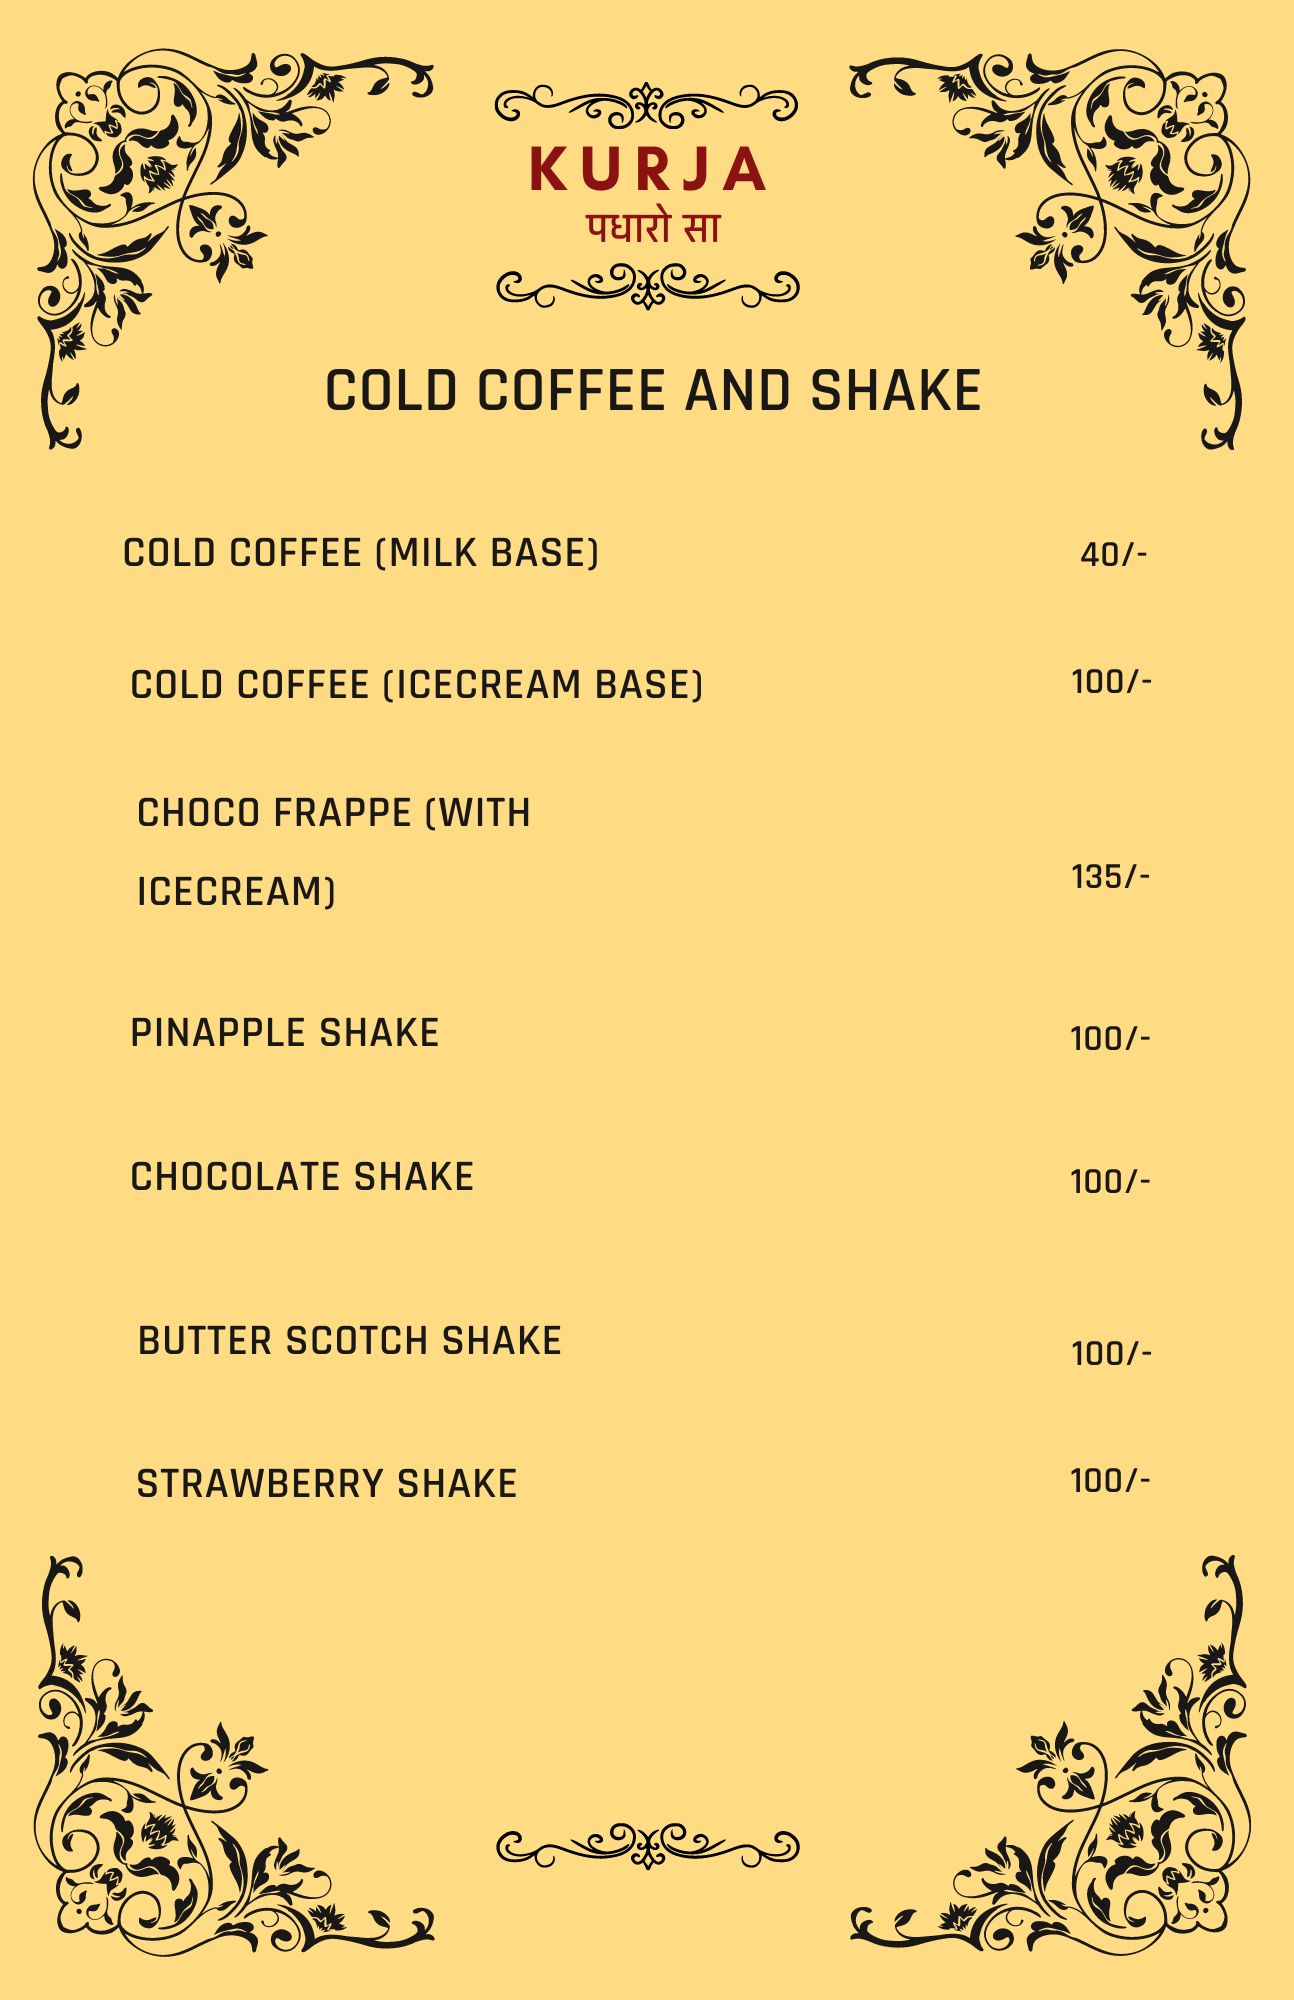 KURJA
पधारो सा
COLD COFFEE AND SHAKE
COLD COFFEE (MILK BASE) 40/-
COLD COFFEE (ICECREAM BASE) 100/-
CHOCO FRAPPE (WITH
ICECREAM) 135/-
PINAPPLE SHAKE 100/-
CHOCOLATE SHAKE 100/-
BUTTER SCOTCH SHAKE 100/-
STRAWBERRY SHAKE 100/-